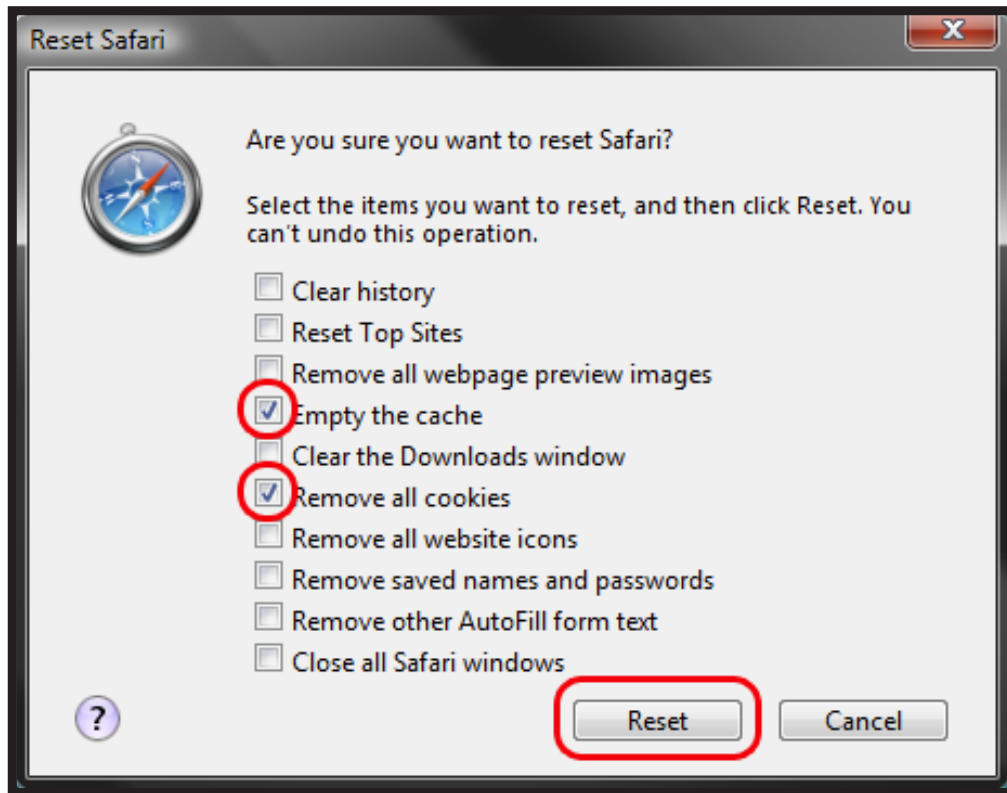 Reset Safari
Are you sure you want to reset Safari?
Select the items you want to reset, and then click Reset. You
can't undo this operation.
Clear history
Reset Top Sites
Remove all webpage preview images
Empty the cache
Clear the Downloads window
Remove all cookies
Remove all website icons
Remove saved names and passwords
Remove other AutoFill form text
Close all Safari windows
? Reset Cancel